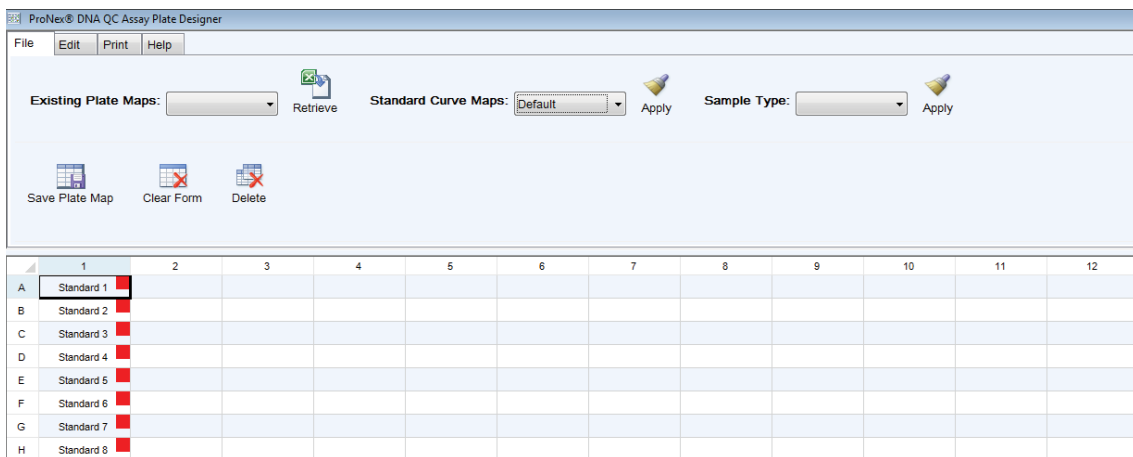 ProNex® DNA QC Assay Plate Designer
File Edit Print Help
Existing Plate Maps: Retrieve Standard Curve Maps: Default Apply Sample Type: Apply
Save Plate Map Clear Form Delete
1 2 3 4 5 6 7 8 9 10 11 12
A Standard 1
B Standard 2
C Standard 3
D Standard 4
E Standard 5
F Standard 6
G Standard 7
H Standard 8